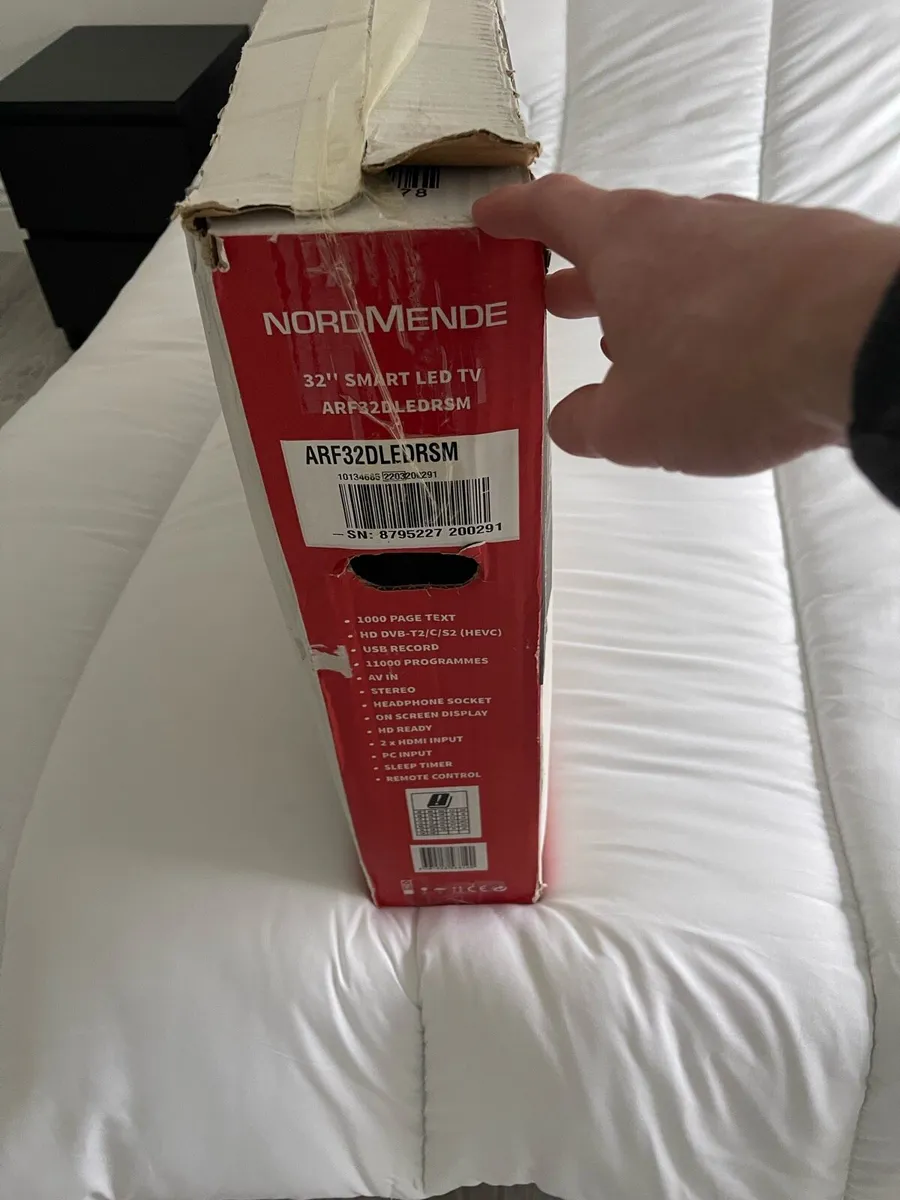 78
NORDMENDE
32'' SMART LED TV
ARF32DLEDRSM
ARF32DLEDRSM
SN: 8795227 200291
• 1000 PAGE TEXT
• HD DVB-T2/C/S2 (HEVC)
• USB RECORD
• 11000 PROGRAMMES
• AV IN
• STEREO
• HEADPHONE SOCKET
• ON SCREEN DISPLAY
• HD READY
• 2 x HDMI INPUT
• PC INPUT
• SLEEP TIMER
• REMOTE CONTROL
CE